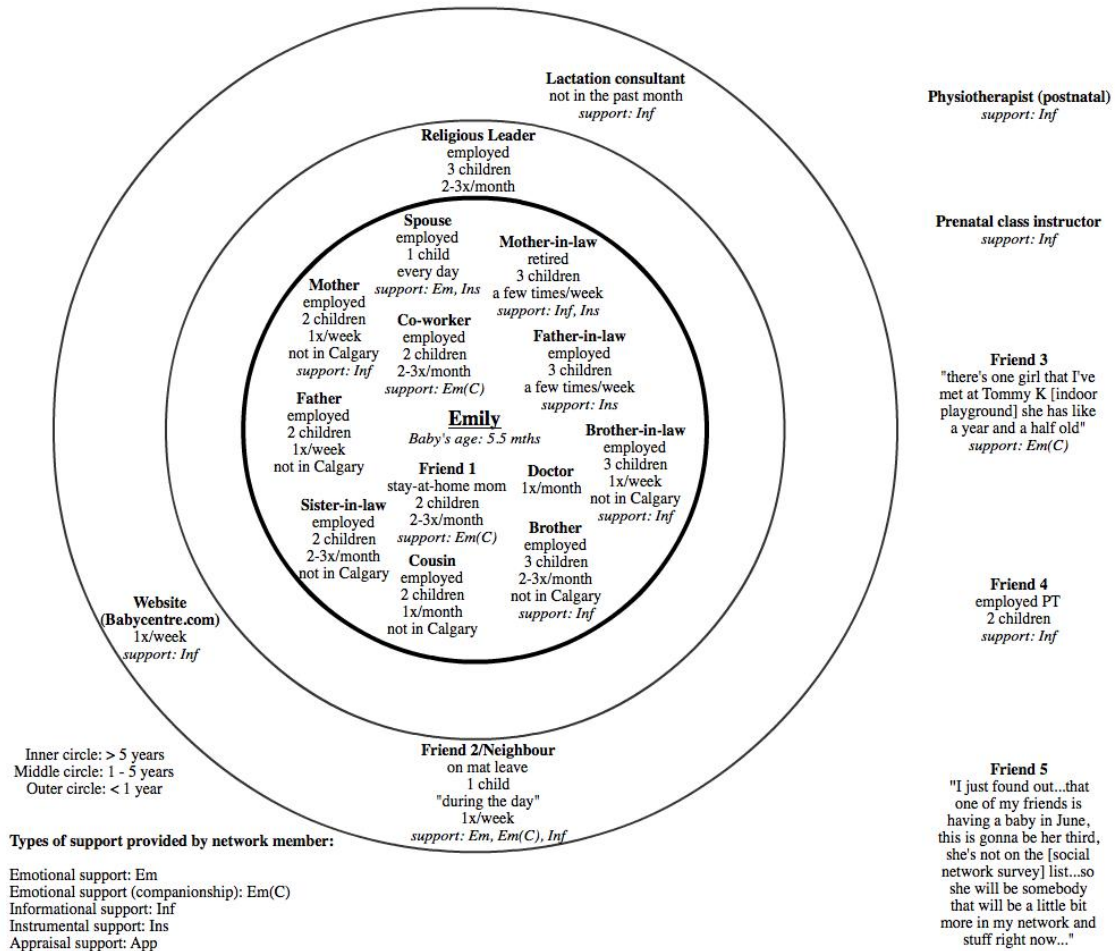 Lactation consultant
not in the past month
support: Inf
Physiotherapist (postnatal)
support: Inf
Religious Leader
employed
3 children
2-3x/month
Prenatal class instructor
support: Inf
Spouse
employed
1 child
every day
support: Em, Ins
Mother-in-law
retired
3 children
a few times/week
support: Inf, Ins
Mother
employed
2 children
1x/week
not in Calgary
support: Inf
Co-worker
employed
2 children
2-3x/month
support: Em(C)
Father-in-law
employed
3 children
a few times/week
support: Ins
Friend 3
"there's one girl that I've
met at Tommy K [indoor
playground] she has like
a year and a half old"
support: Em(C)
Father
employed
2 children
1x/week
not in Calgary
Emily
Baby's age: 5.5 mths
Brother-in-law
employed
3 children
1x/week
not in Calgary
support: Inf
Friend 1
stay-at-home mom
2 children
2-3x/month
support: Em(C)
Doctor
1x/month
Sister-in-law
employed
2 children
2-3x/month
not in Calgary
Brother
employed
3 children
2-3x/month
not in Calgary
support: Inf
Cousin
employed
2 children
1x/month
not in Calgary
Friend 4
employed PT
2 children
support: Inf
Website
(Babycentre.com)
1x/week
support: Inf
Friend 2/Neighbour
on mat leave
1 child
"during the day"
1x/week
support: Em, Em(C), Inf
Friend 5
"I just found out...that
one of my friends is
having a baby in June,
this is gonna be her third,
she's not on the [social
network survey] list...so
she will be somebody
that will be a little bit
more in my network and
stuff right now..."
Inner circle: > 5 years
Middle circle: 1 - 5 years
Outer circle: < 1 year
Types of support provided by network member:
Emotional support: Em
Emotional support (companionship): Em(C)
Informational support: Inf
Instrumental support: Ins
Appraisal support: App